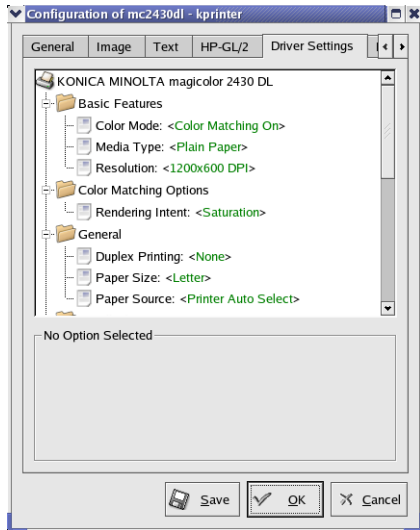 Configuration of mc2430dl - kprinter
General Image Text HP-GL/2 Driver Settings
KONICA MINOLTA magicolor 2430 DL
Basic Features
Color Mode: <Color Matching On>
Media Type: <Plain Paper>
Resolution: <1200x600 DPI>
Color Matching Options
Rendering Intent: <Saturation>
General
Duplex Printing: <None>
Paper Size: <Letter>
Paper Source: <Printer Auto Select>
No Option Selected
Save OK Cancel